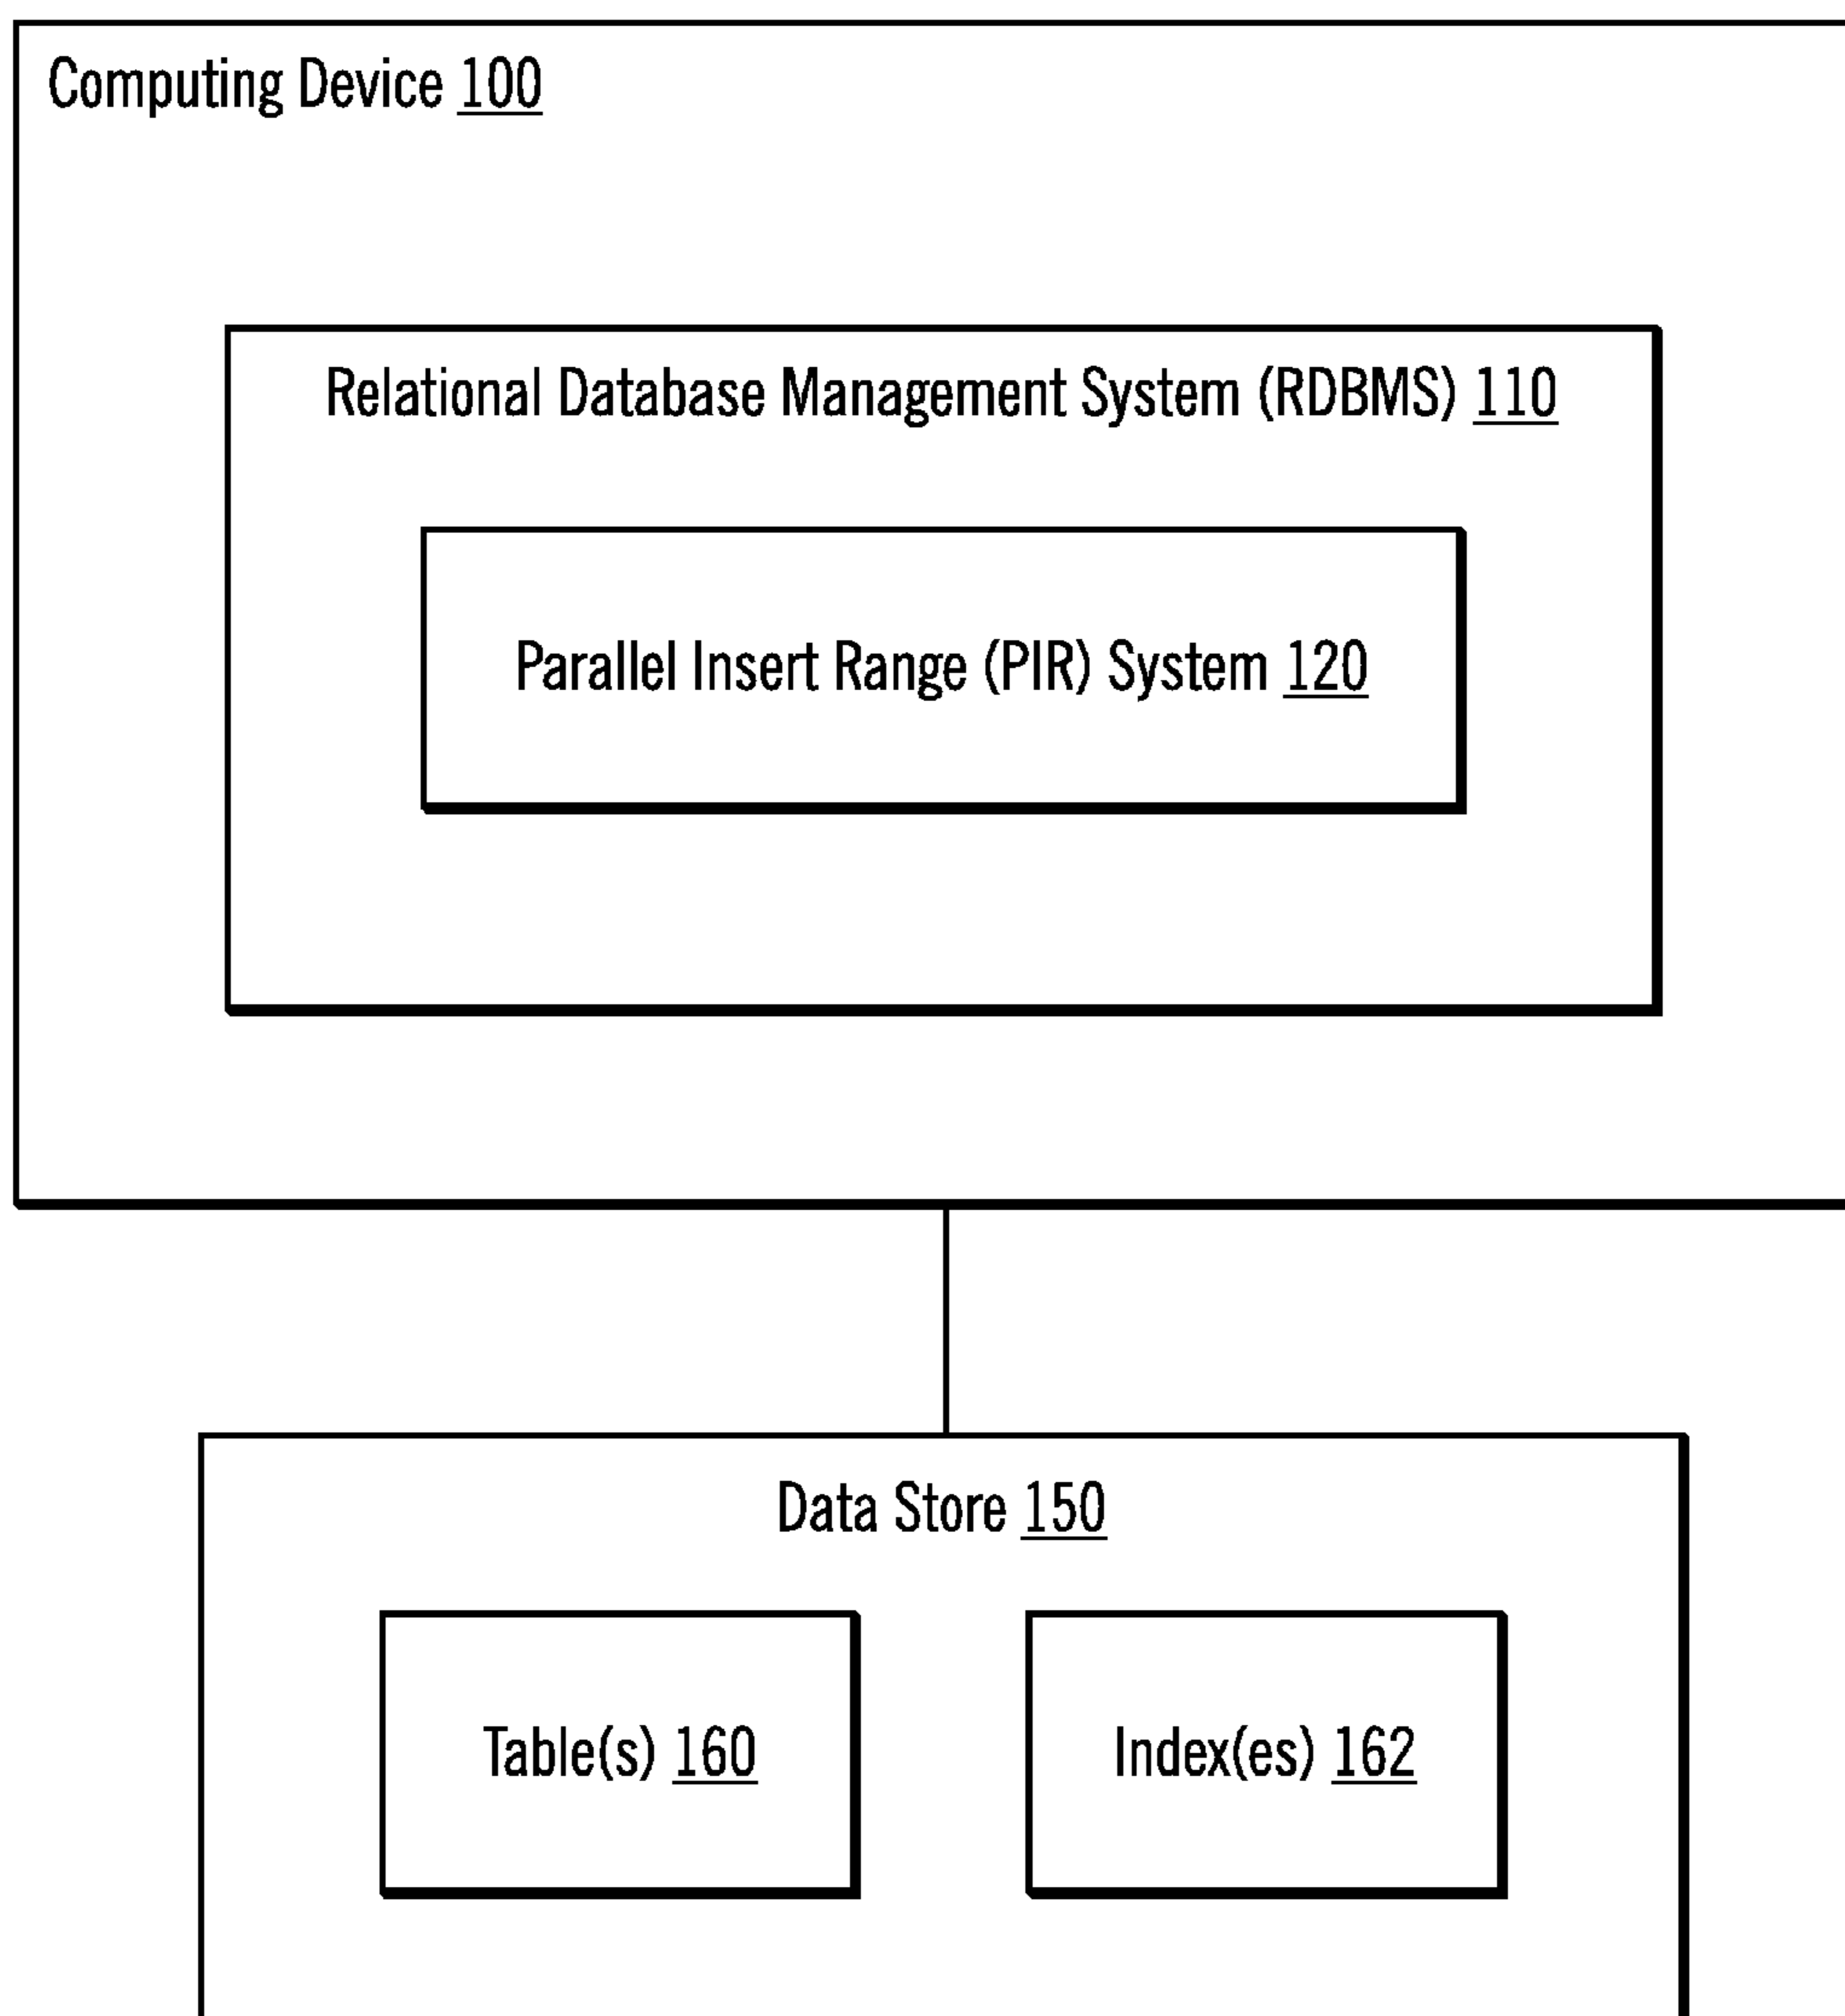 Computing Device 100
Relational Database Management System (RDBMS) 110
Parallel Insert Range (PIR) System 120
Data Store 150
Table(s) 160
Index(es) 162